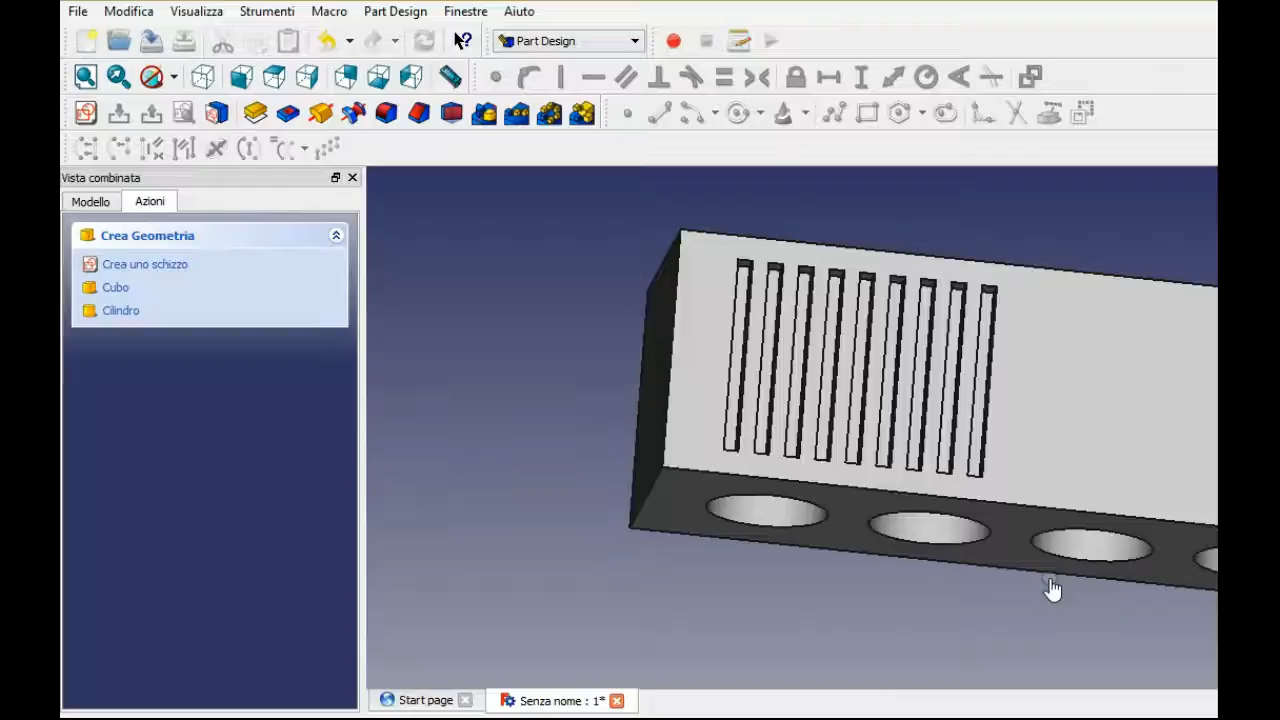 File Modifica Visualizza Strumenti Macro Part Design Finestre Aiuto
Part Design
Vista combinata
Modello Azioni
Crea Geometria
Crea uno schizzo
Cubo
Cilindro
Start page Senza nome : 1*